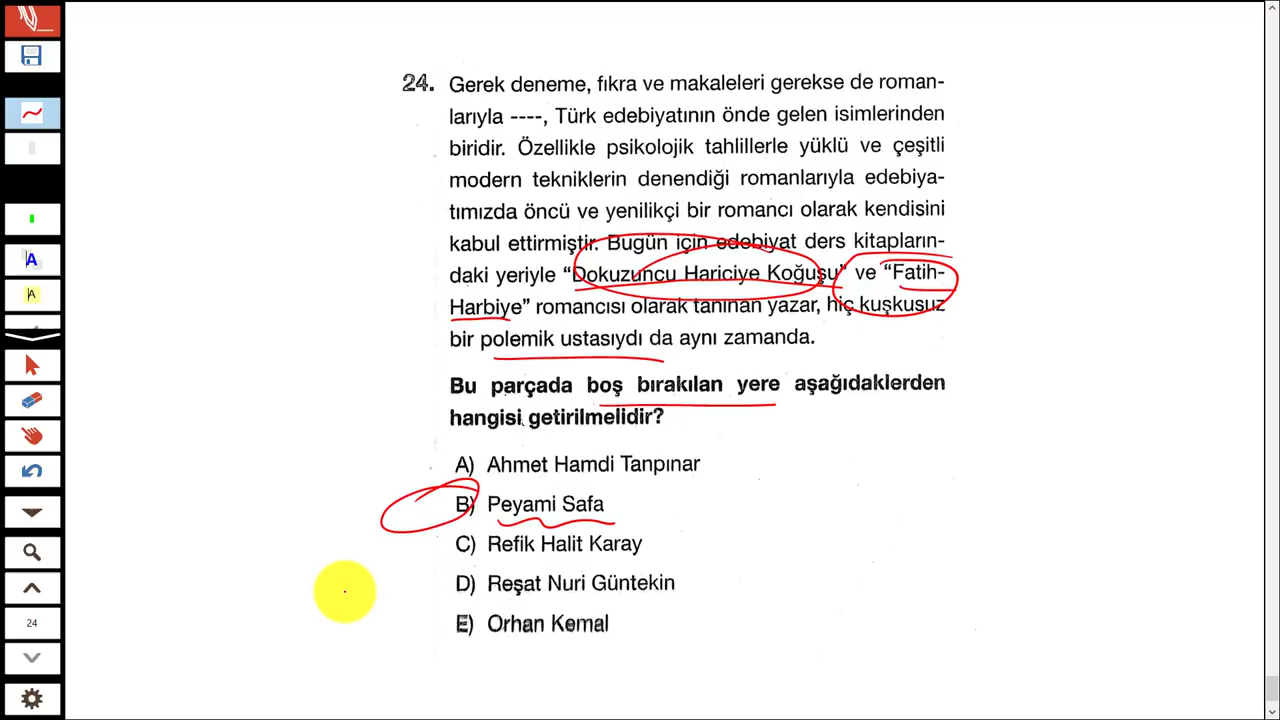 24. Gerek deneme, fıkra ve makaleleri gerekse de roman-
larıyla ----, Türk edebiyatının önde gelen isimlerinden
biridir. Özellikle psikolojik tahlillerle yüklü ve çeşitli
modern tekniklerin denendiği romanlarıyla edebiya-
tımızda öncü ve yenilikçi bir romancı olarak kendisini
kabul ettirmiştir. Bugün için edebiyat ders kitapların-
daki yeriyle “Dokuzuncu Hariciye Koğuşu” ve “Fatih-
Harbiye” romancısı olarak tanınan yazar, hiç kuşkusuz
bir polemik ustasıydı da aynı zamanda.
Bu parçada boş bırakılan yere aşağıdaklerden
hangisi getirilmelidir?
A) Ahmet Hamdi Tanpınar
B) Peyami Safa
C) Refik Halit Karay
D) Reşat Nuri Güntekin
E) Orhan Kemal
A
A
24